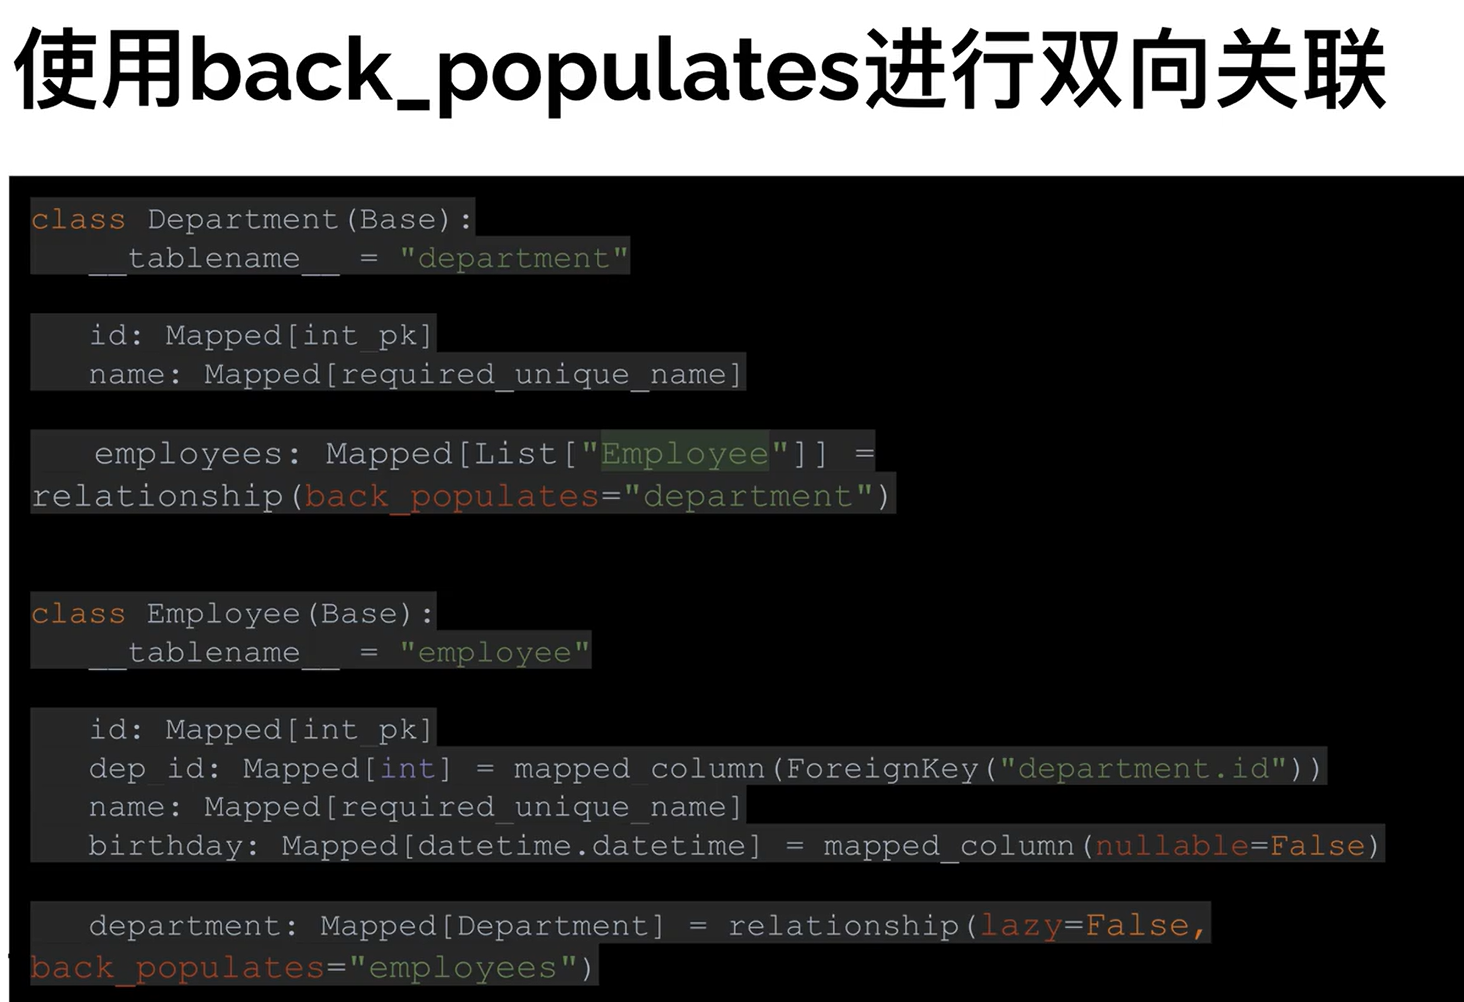 使用back_populates进行双向关联
class Department(Base):
__tablename__ = "department"
id: Mapped[int_pk]
name: Mapped[required_unique_name]
employees: Mapped[List["Employee"]] =
relationship(back_populates="department")
class Employee(Base):
__tablename__ = "employee"
id: Mapped[int_pk]
dep_id: Mapped[int] = mapped_column(ForeignKey("department.id"))
name: Mapped[required_unique_name]
birthday: Mapped[datetime.datetime] = mapped_column(nullable=False)
department: Mapped[Department] = relationship(lazy=False,
back_populates="employees")